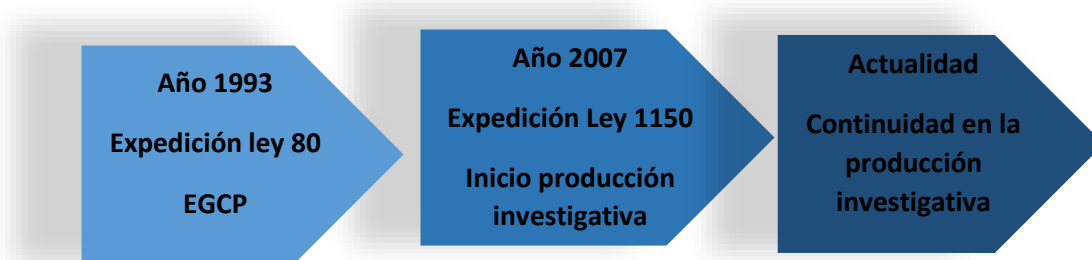 Año 1993
Expedición ley 80
EGCP
Año 2007
Expedición Ley 1150
Inicio producción
investigativa
Actualidad
Continuidad en la
producción
investigativa